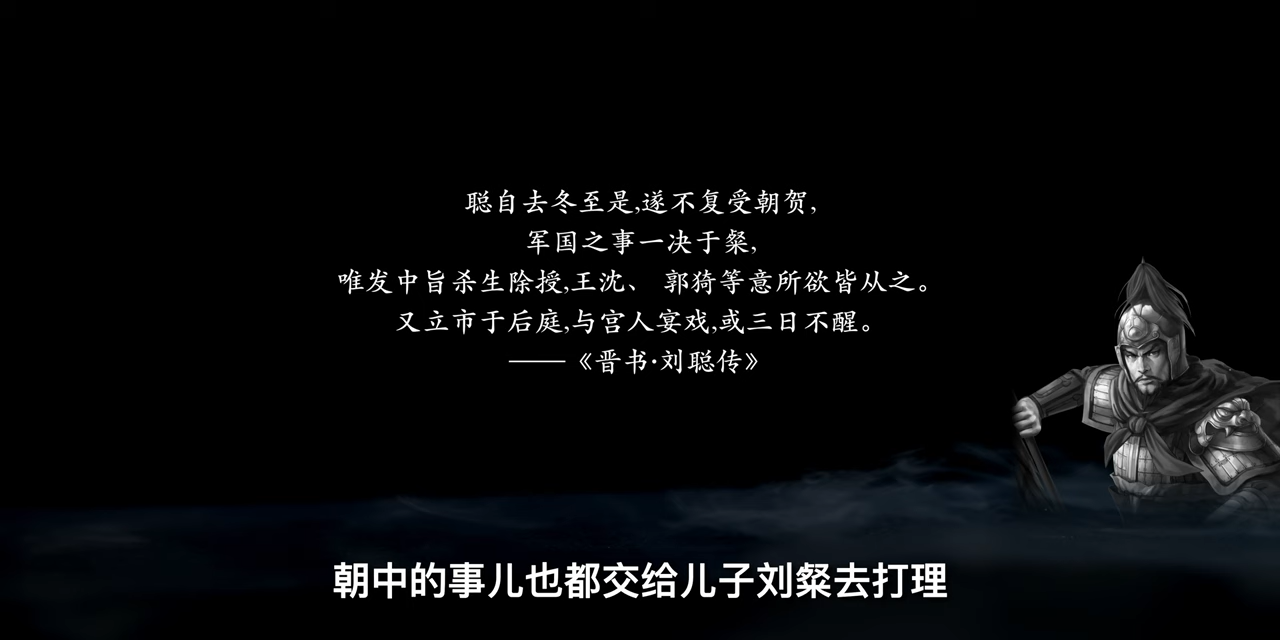 聪自去冬至是,遂不复受朝贺,
军国之事一决于粲,
唯发中旨杀生除授,王沈、 郭猗等意所欲皆从之。
又立市于后庭,与宫人宴戏,或三日不醒。
——《晋书·刘聪传》
朝中的事儿也都交给儿子刘粲去打理